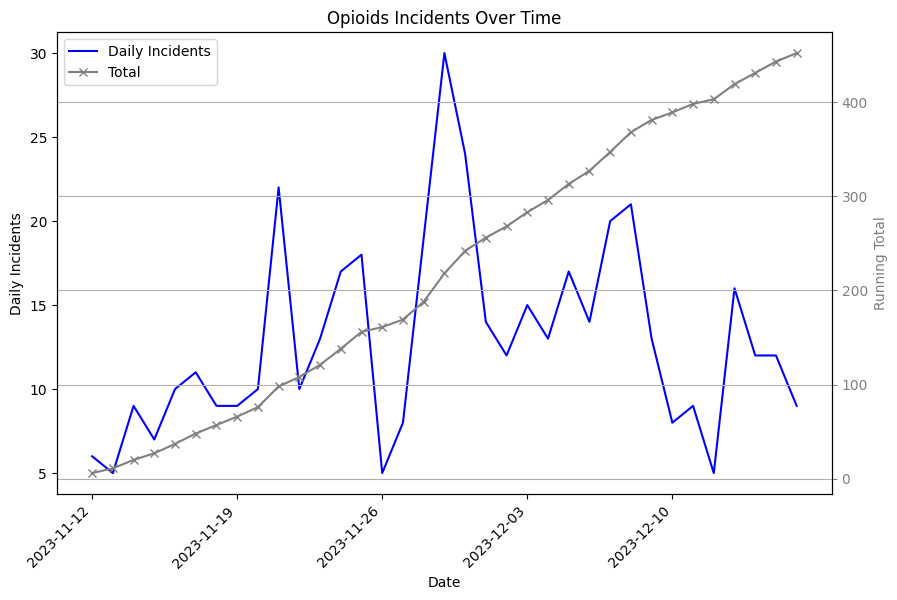 Opioids Incidents Over Time
Daily Incidents
Total
30
25
20
15
10
5
Daily Incidents
400
300
200
100
0
Running Total
2023-11-12
2023-11-19
2023-11-26
2023-12-03
2023-12-10
Date